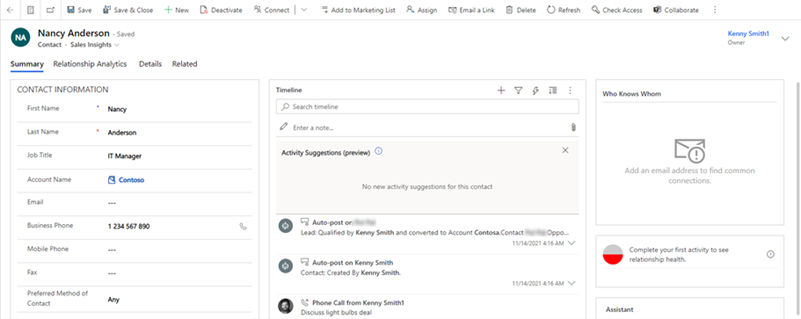 Save
Save & Close
New
Deactivate
Connect
Add to Marketing List
Assign
Email a Link
Delete
Refresh
Check Access
Collaborate
NA
Nancy Anderson - Saved
Contact · Sales Insights
Kenny Smith1
Owner
Summary
Relationship Analytics
Details
Related
CONTACT INFORMATION
First Name * Nancy
Last Name * Anderson
Job Title IT Manager
Account Name Contoso
Email ---
Business Phone 1 234 567 890
Mobile Phone ---
Fax ---
Preferred Method of
Contact
Any
Timeline
Search timeline
Enter a note...
Activity Suggestions (preview)
No new activity suggestions for this contact
Auto-post on
Lead: Qualified by Kenny Smith and converted to Account Contosa.Contact Oppo...
11/14/2021 4:16 AM
Auto-post on Kenny Smith
Contact: Created By Kenny Smith.
11/14/2021 4:16 AM
Phone Call from Kenny Smith1
Disciuss light bulbs deal
Who Knows Whom
Add an email address to find common
connections.
Complete your first activity to see
relationship health.
Assistant